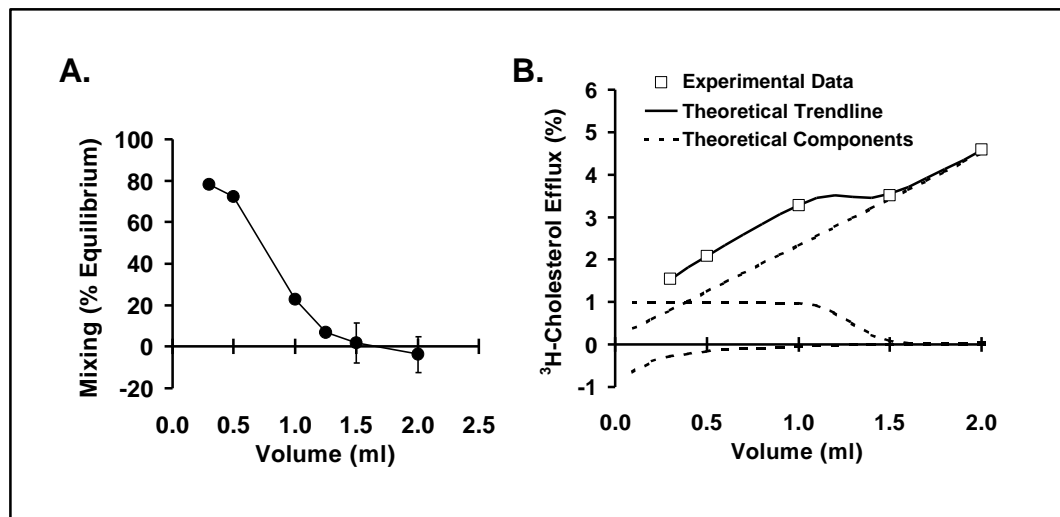 A.
Mixing (% Equilibrium)
100
80
60
40
20
0
-20
0.0 0.5 1.0 1.5 2.0 2.5
Volume (ml)
B.
Experimental Data
Theoretical Trendline
Theoretical Components
³H-Cholesterol Efflux (%)
6
5
4
3
2
1
0
-1
0.0 0.5 1.0 1.5 2.0
Volume (ml)